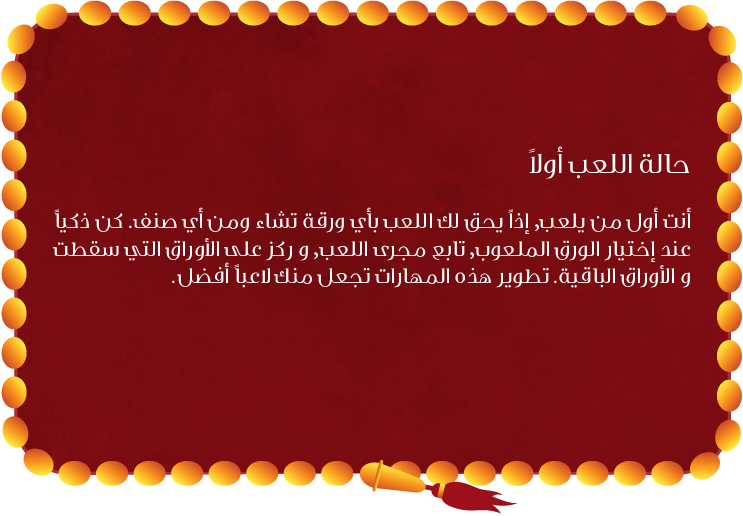 حالة اللعب أولاً
أنت أول من يلعب, إذاً يحق لك اللعب بأي ورقة تشاء ومن أي صنف. كن ذكياً
عند إختيار الورق الملعوب, تابع مجرى اللعب, و ركز على الأوراق التي سقطت
و الأوراق الباقية. تطوير هذه المهارات تجعل منك لاعباً أفضل.